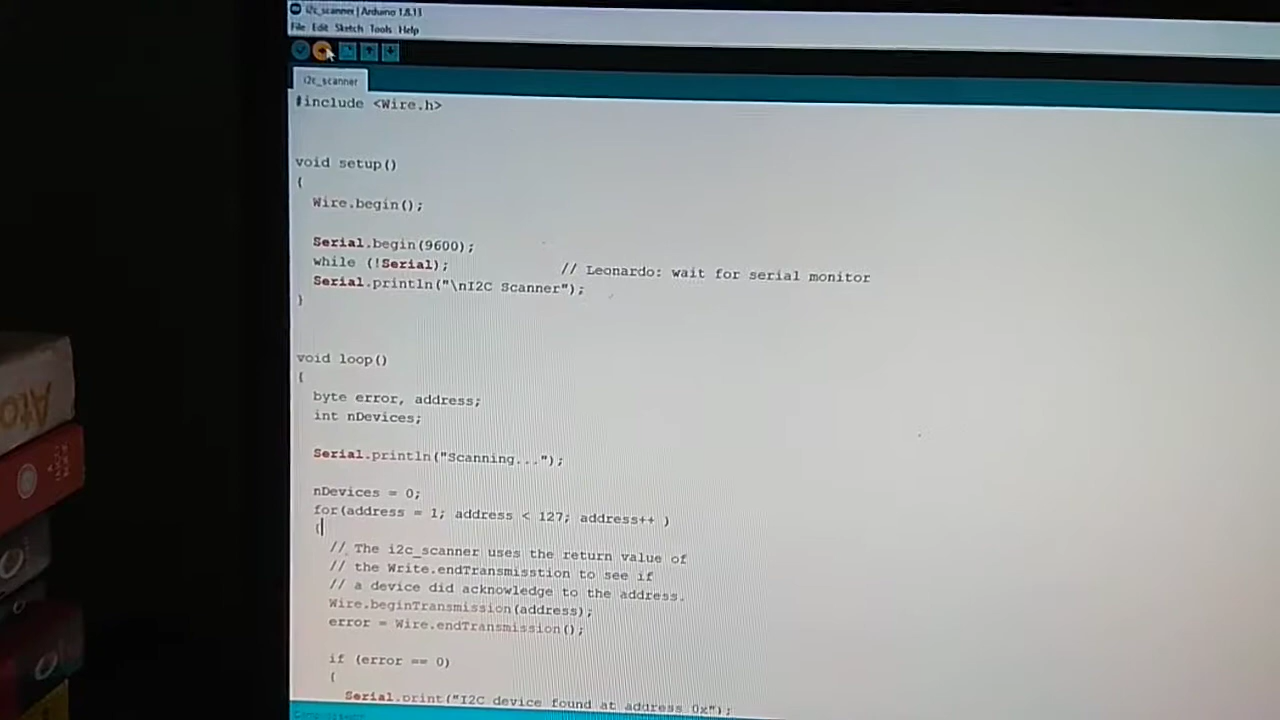 i2c_scanner | Arduino 1.8.13
File Edit Sketch Tools Help
i2c_scanner
#include <Wire.h>
void setup()
{
Wire.begin();
Serial.begin(9600);
while (!Serial); // Leonardo: wait for serial monitor
Serial.println("\nI2C Scanner");
}
void loop()
{
byte error, address;
int nDevices;
Serial.println("Scanning...");
nDevices = 0;
for(address = 1; address < 127; address++ )
{
// The i2c_scanner uses the return value of
// the Write.endTransmisstion to see if
// a device did acknowledge to the address.
Wire.beginTransmission(address);
error = Wire.endTransmission();
if (error == 0)
{
Serial.print("I2C device found at address 0x");
Ato